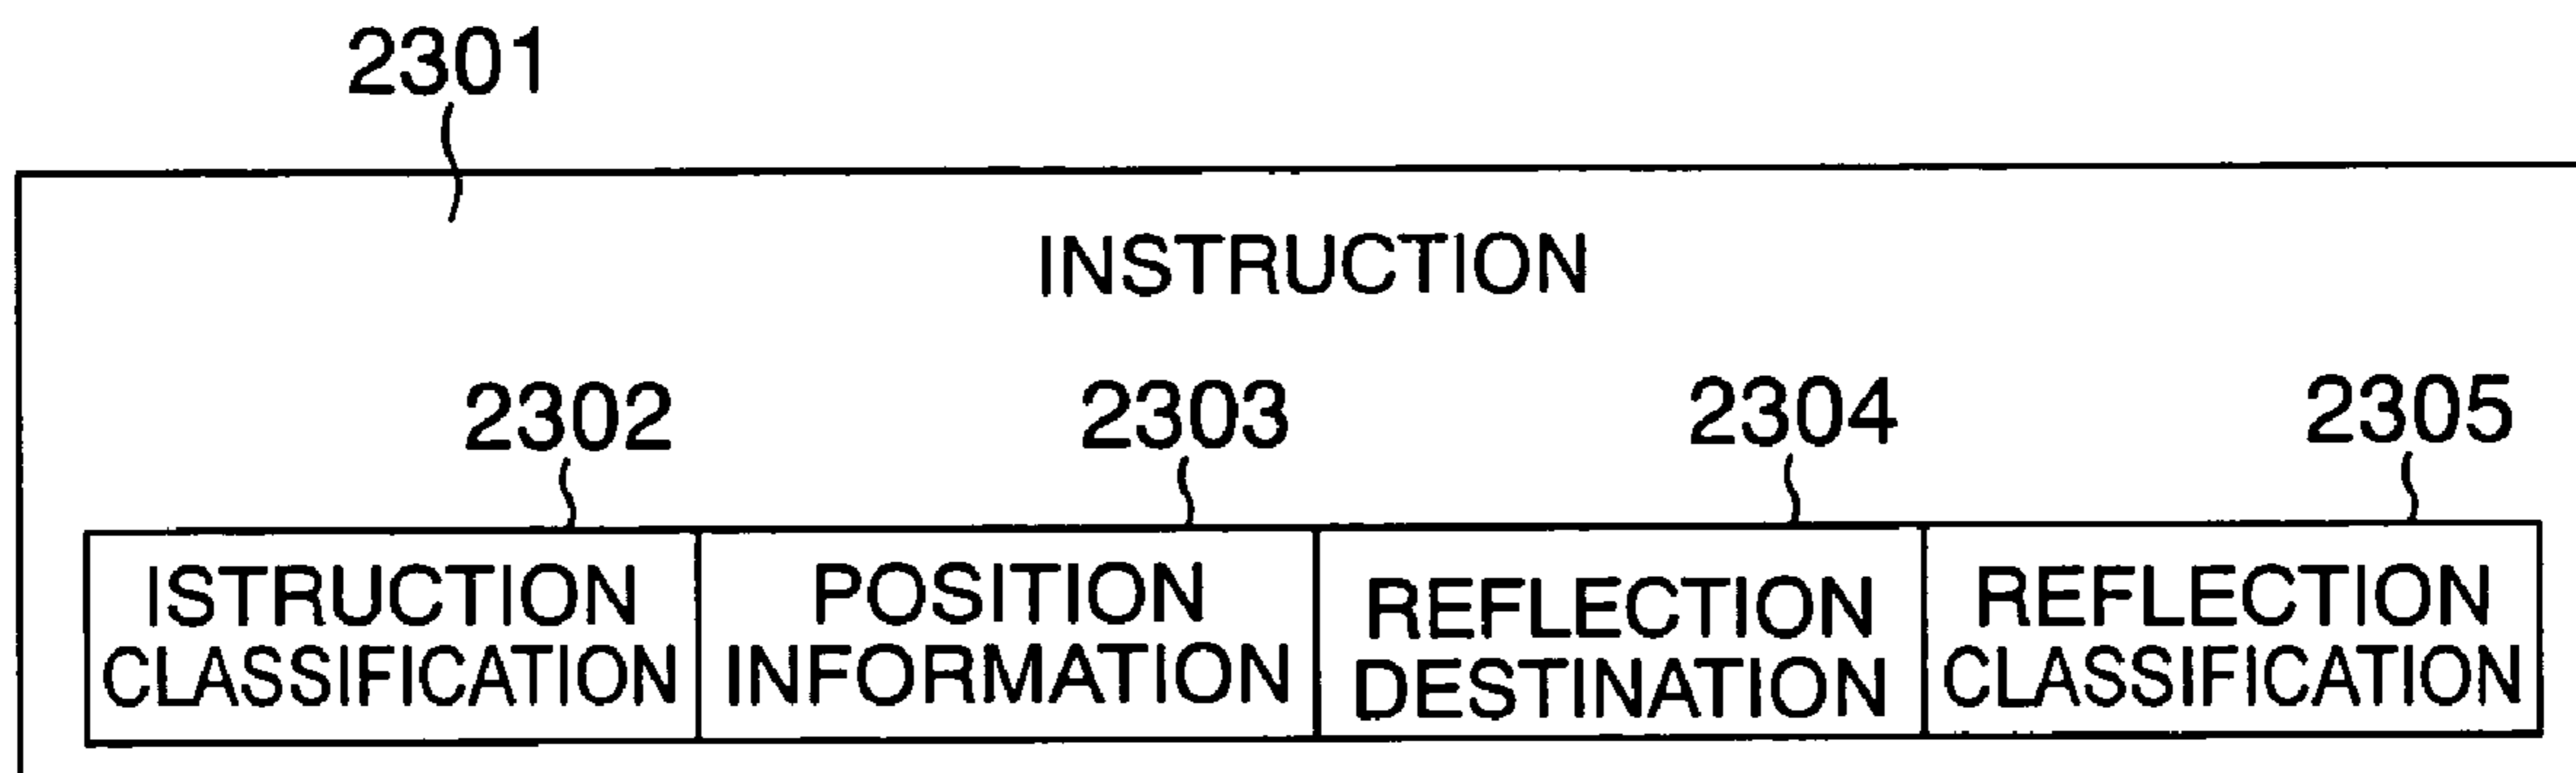 2301
INSTRUCTION
2302 2303 2304 2305
ISTRUCTION POSITION REFLECTION REFLECTION
CLASSIFICATION INFORMATION DESTINATION CLASSIFICATION